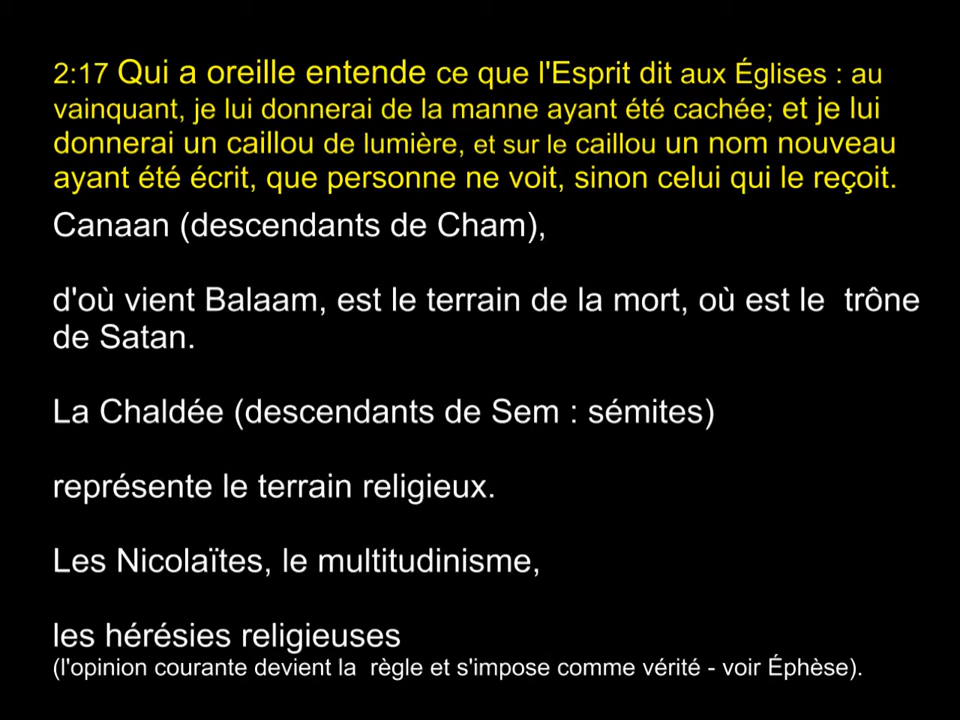 2:17 Qui a oreille entende ce que l'Esprit dit aux Églises : au
vainquant, je lui donnerai de la manne ayant été cachée; et je lui
donnerai un caillou de lumière, et sur le caillou un nom nouveau
ayant été écrit, que personne ne voit, sinon celui qui le reçoit.
Canaan (descendants de Cham),
d'où vient Balaam, est le terrain de la mort, où est le  trône
de Satan.
La Chaldée (descendants de Sem : sémites)
représente le terrain religieux.
Les Nicolaïtes, le multitudinisme,
les hérésies religieuses
(l'opinion courante devient la  règle et s'impose comme vérité - voir Éphèse).